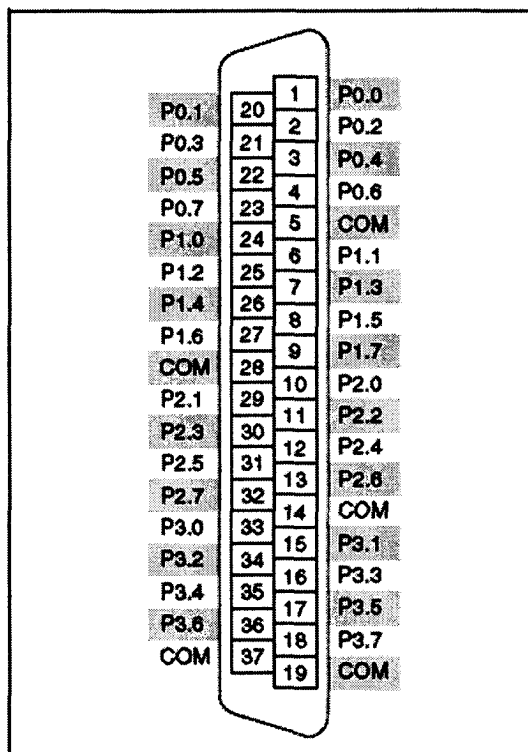 1 P0.0
P0.1 20
2 P0.2
P0.3 21
3 P0.4
P0.5 22
4 P0.6
P0.7 23
5 COM
P1.0 24
6 P1.1
P1.2 25
7 P1.3
P1.4 26
8 P1.5
P1.6 27
9 P1.7
COM 28
10 P2.0
P2.1 29
11 P2.2
P2.3 30
12 P2.4
P2.5 31
13 P2.6
P2.7 32
14 COM
P3.0 33
15 P3.1
P3.2 34
16 P3.3
P3.4 35
17 P3.5
P3.6 36
18 P3.7
COM 37
19 COM